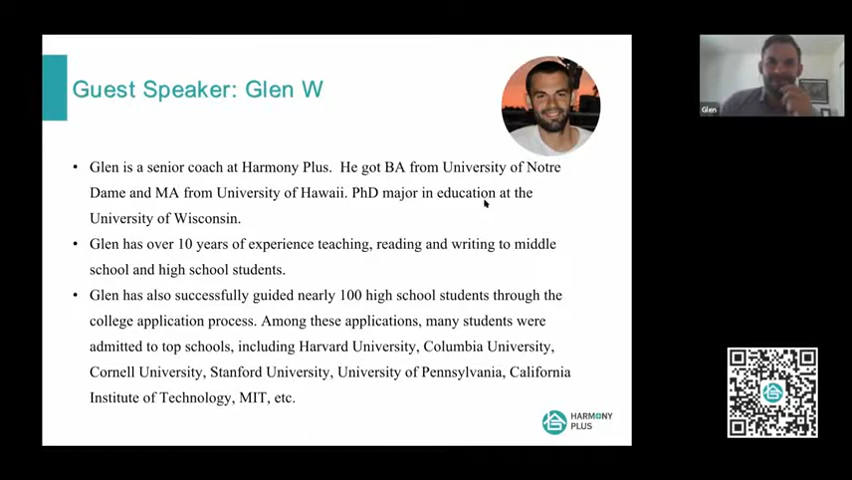 Guest Speaker: Glen W
Glen
• Glen is a senior coach at Harmony Plus.  He got BA from University of Notre
Dame and MA from University of Hawaii. PhD major in education at the
University of Wisconsin.
• Glen has over 10 years of experience teaching, reading and writing to middle
school and high school students.
• Glen has also successfully guided nearly 100 high school students through the
college application process. Among these applications, many students were
admitted to top schools, including Harvard University, Columbia University,
Cornell University, Stanford University, University of Pennsylvania, California
Institute of Technology, MIT, etc.
HARMONY
PLUS